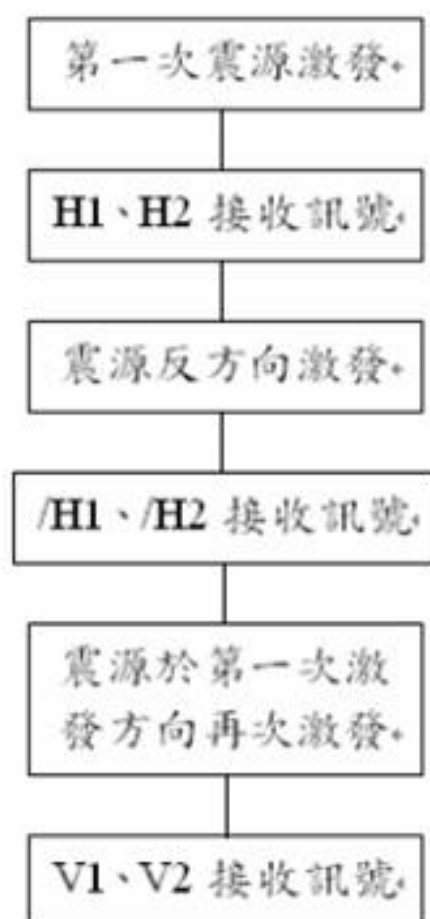 第一次震源激發
H1、H2 接收訊號
震源反方向激發
/H1、/H2 接收訊號
震源於第一次激
發方向再次激發
V1、V2 接收訊號